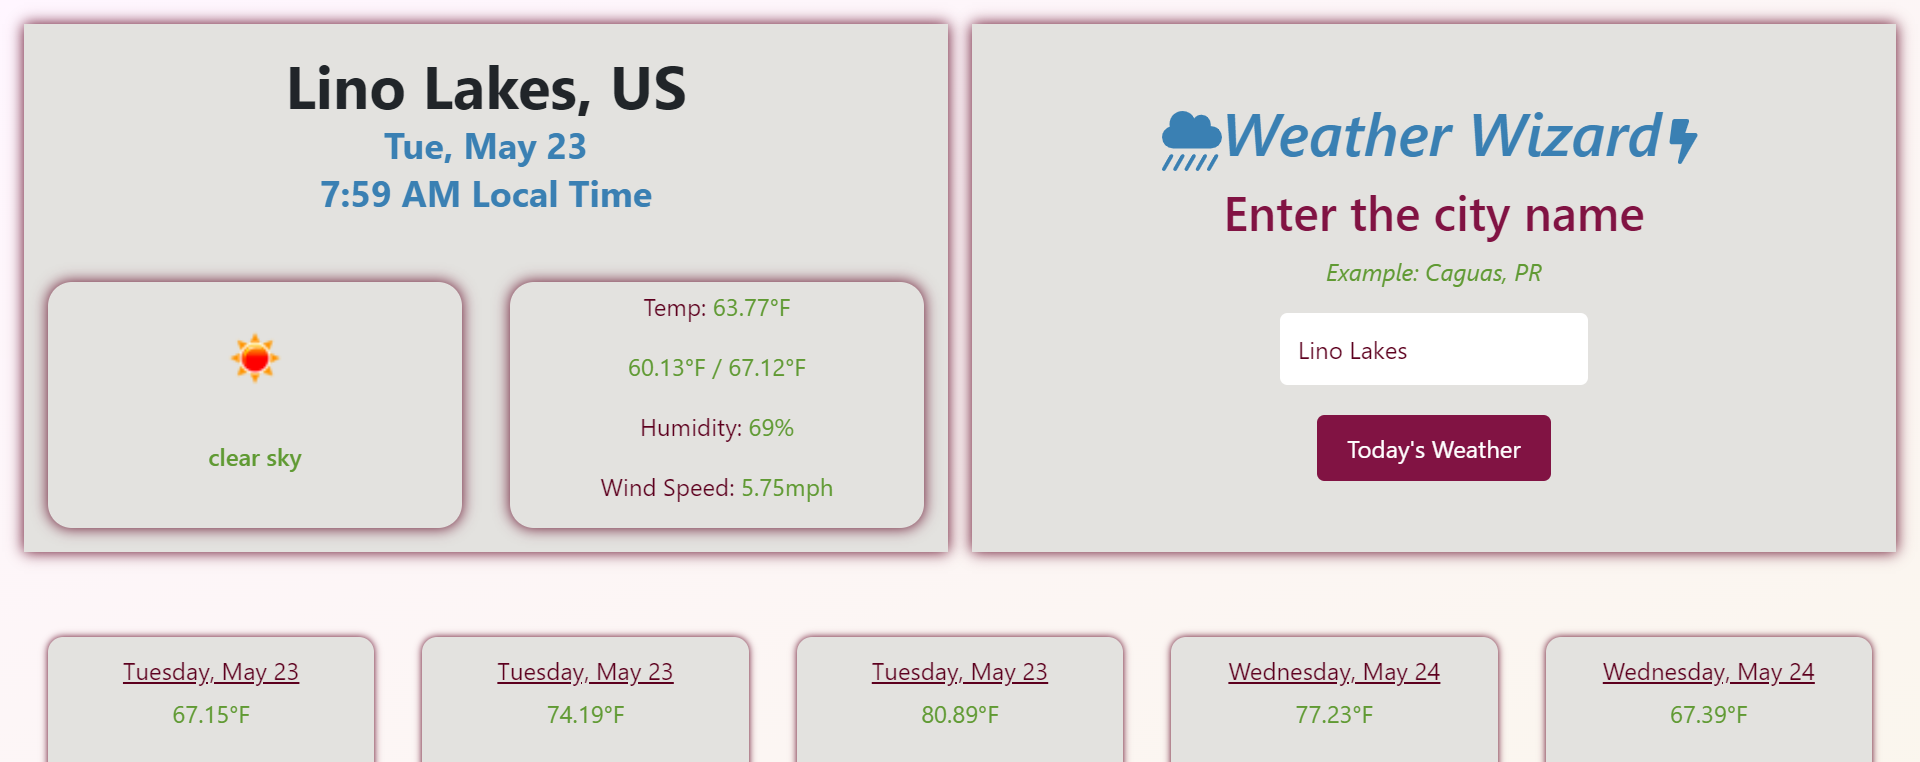 Lino Lakes, US
Tue, May 23
7:59 AM Local Time
clear sky
Temp: 63.77°F
60.13°F / 67.12°F
Humidity: 69%
Wind Speed: 5.75mph
Weather Wizard
Enter the city name
Example: Caguas, PR
Lino Lakes
Today's Weather
Tuesday, May 23
67.15°F
Tuesday, May 23
74.19°F
Tuesday, May 23
80.89°F
Wednesday, May 24
77.23°F
Wednesday, May 24
67.39°F